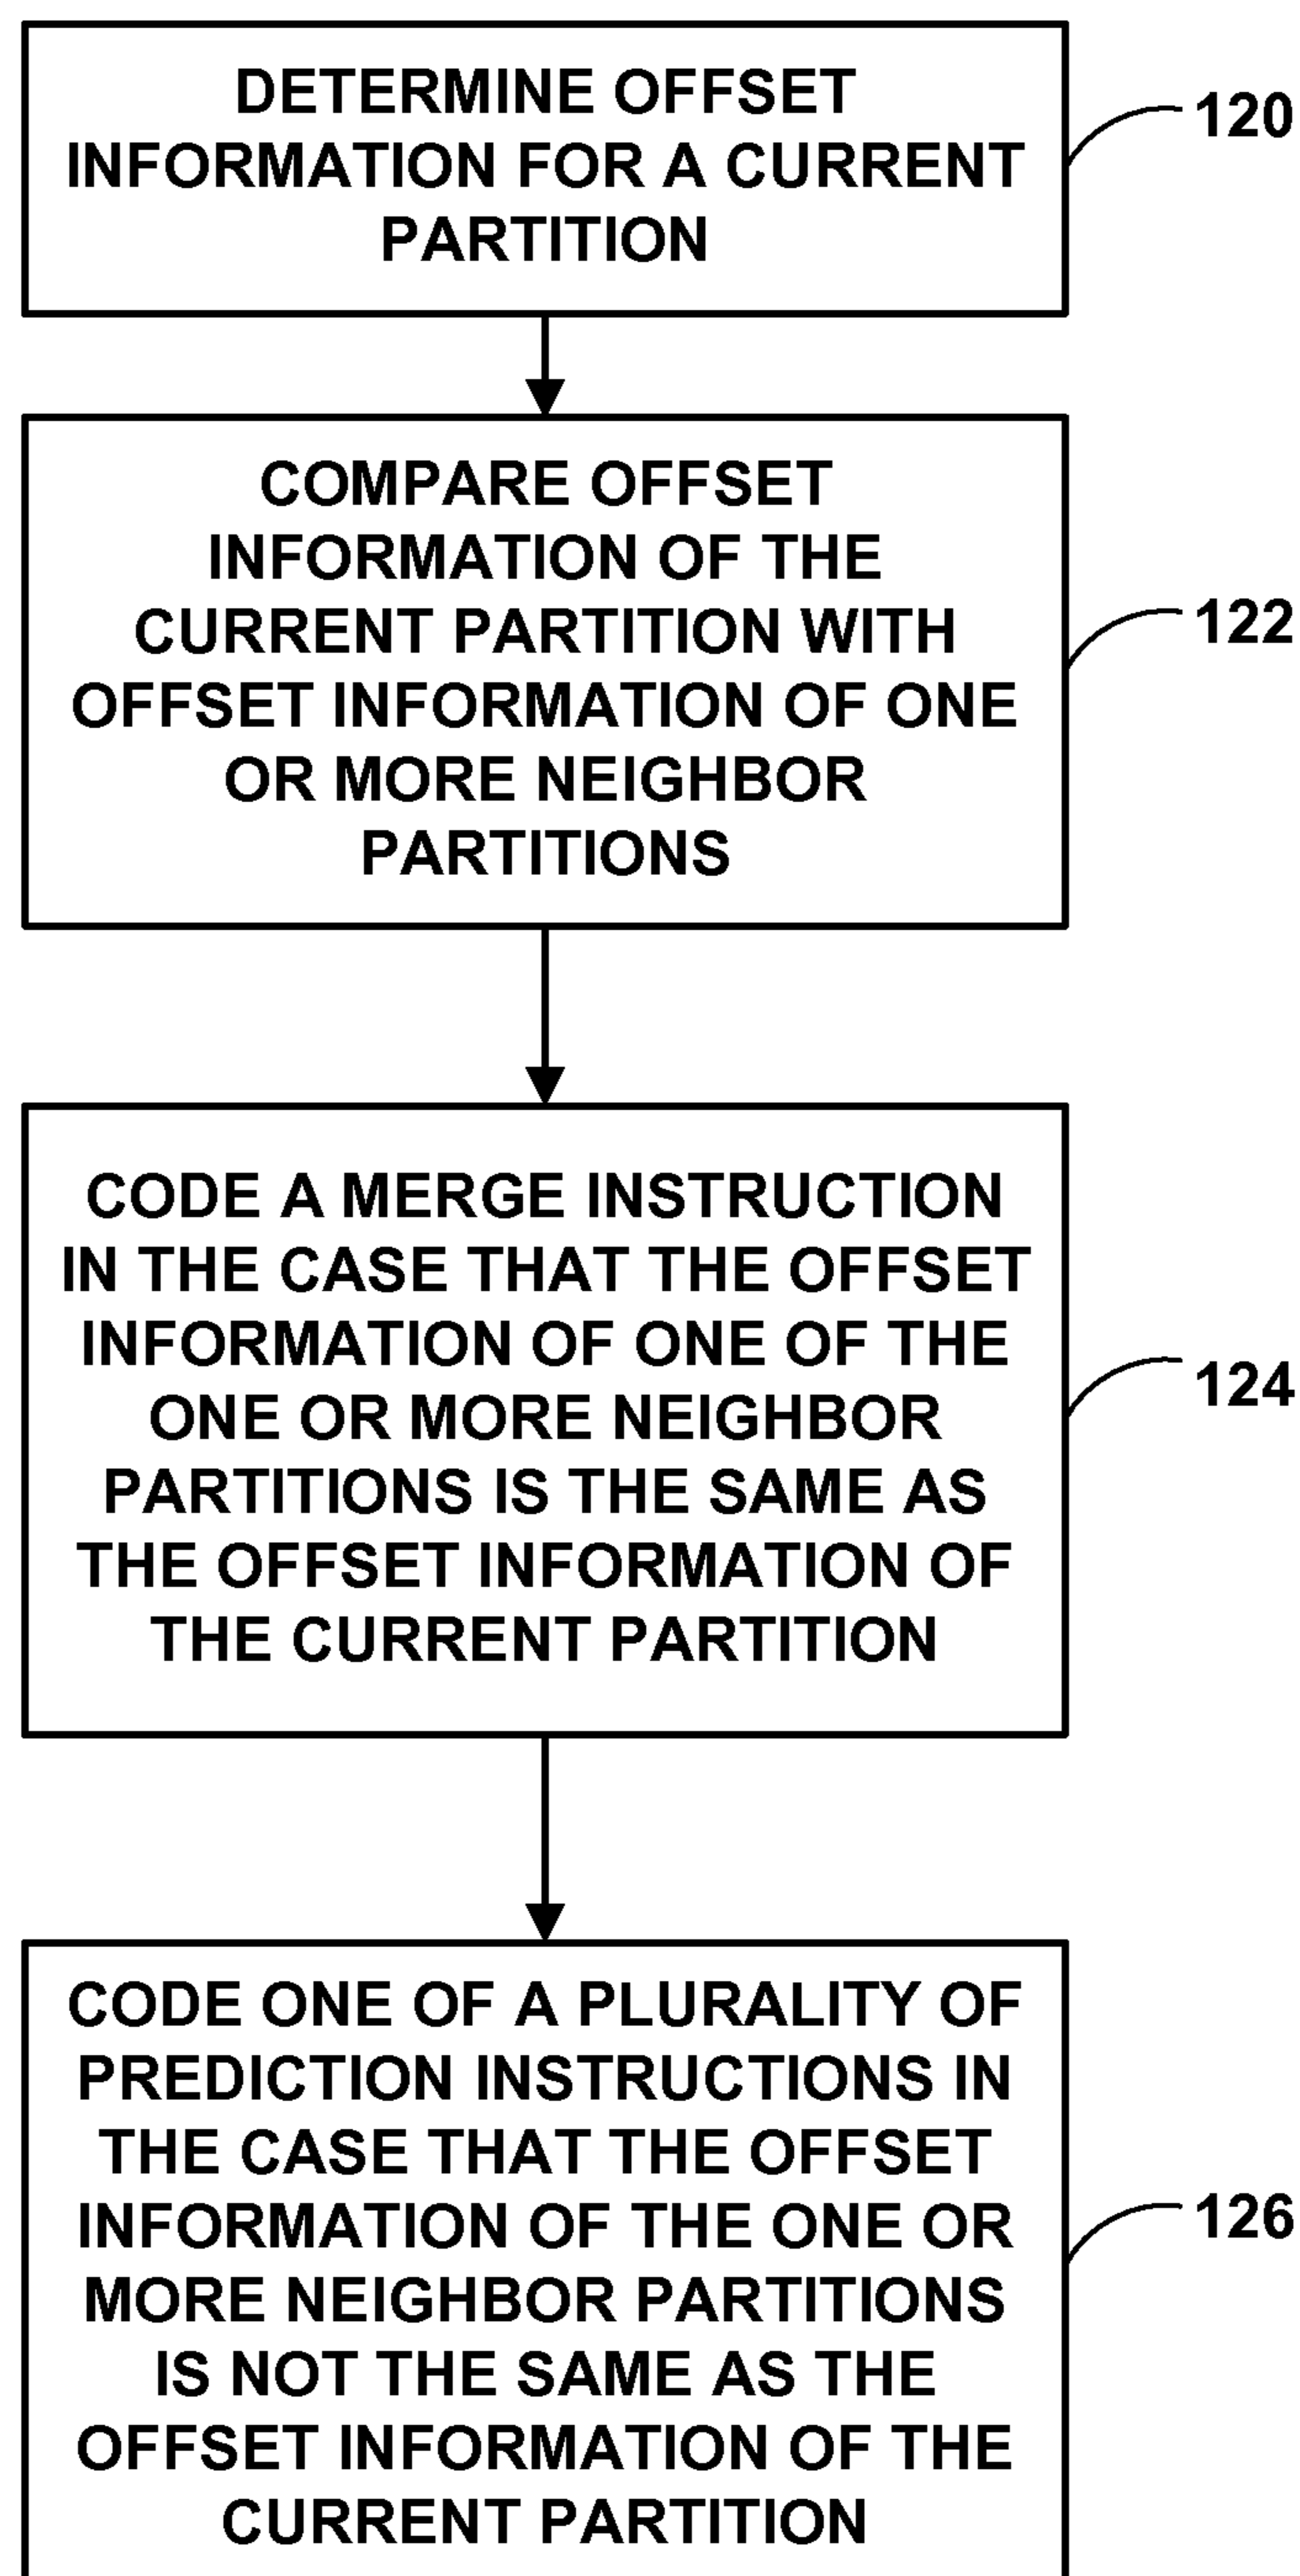 DETERMINE OFFSET
INFORMATION FOR A CURRENT
PARTITION
120
COMPARE OFFSET
INFORMATION OF THE
CURRENT PARTITION WITH
OFFSET INFORMATION OF ONE
OR MORE NEIGHBOR
PARTITIONS
122
CODE A MERGE INSTRUCTION
IN THE CASE THAT THE OFFSET
INFORMATION OF ONE OF THE
ONE OR MORE NEIGHBOR
PARTITIONS IS THE SAME AS
THE OFFSET INFORMATION OF
THE CURRENT PARTITION
124
CODE ONE OF A PLURALITY OF
PREDICTION INSTRUCTIONS IN
THE CASE THAT THE OFFSET
INFORMATION OF THE ONE OR
MORE NEIGHBOR PARTITIONS
IS NOT THE SAME AS THE
OFFSET INFORMATION OF THE
CURRENT PARTITION
126